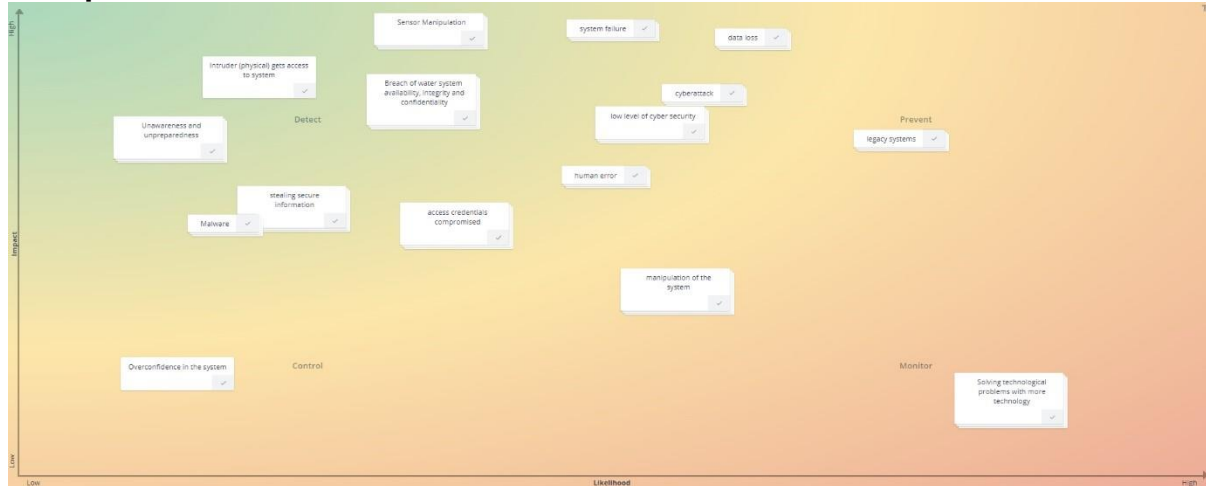 High
Sensor Manipulation
system failure
data loss
Intruder (physical) gets access
to system
Breach of water system
availability, integrity and
confidentiality
cyberattack
Unawareness and
unpreparedness
Detect
low level of cyber security
Prevent
legacy systems
human error
stealing secure
information
Malware
access credentials
compromised
Impact
manipulation of the
system
Overconfidence in the system
Control
Monitor
Solving technological
problems with more
technology
Low
Low
Likelihood
High